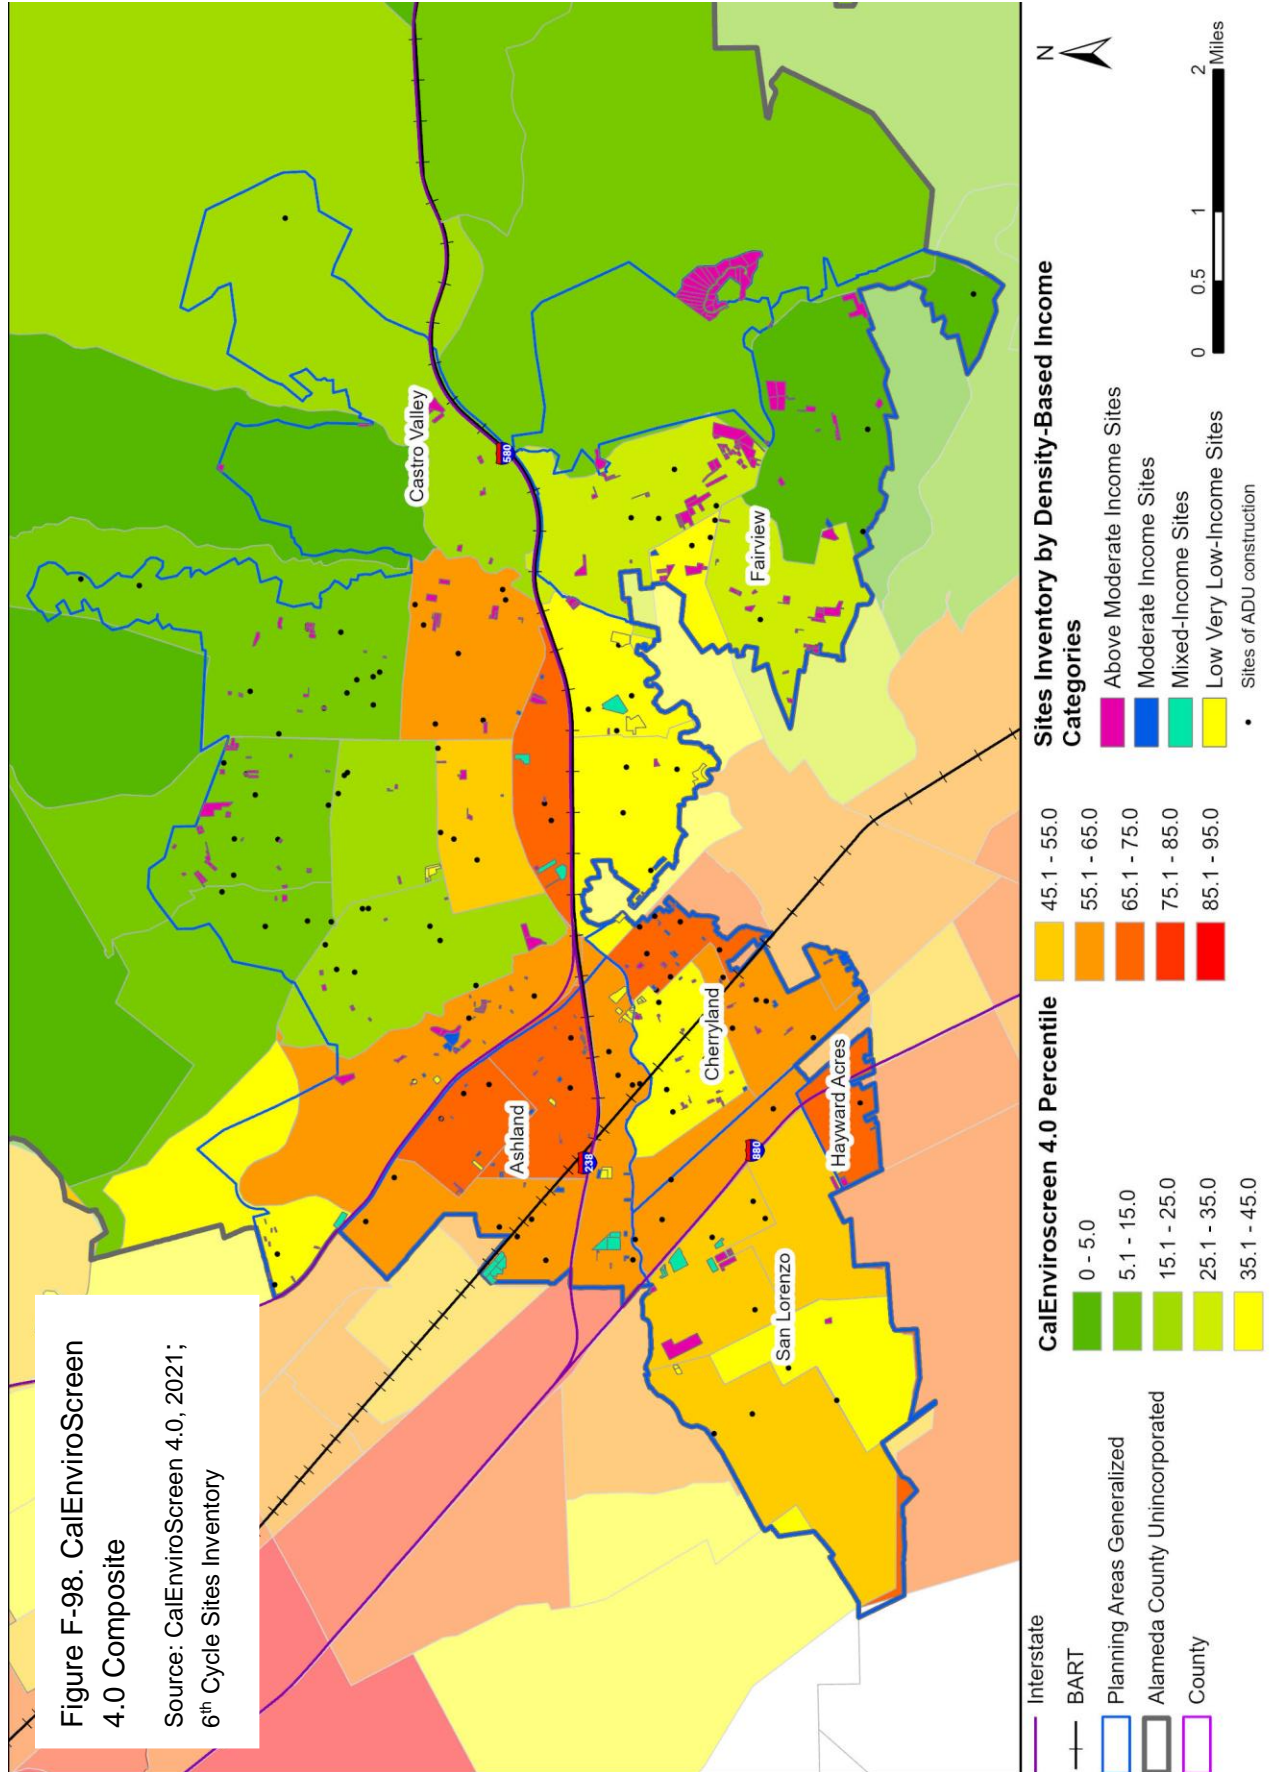 Figure F-98. CalEnviroScreen
4.0 Composite
Source: CalEnviroScreen 4.0, 2021;
6th Cycle Sites Inventory
Castro Valley
580
Fairview
Ashland
238
Cherryland
880
Hayward Acres
San Lorenzo
Interstate
BART
Planning Areas Generalized
Alameda County Unincorporated
County
CalEnviroscreen 4.0 Percentile
0 - 5.0
5.1 - 15.0
15.1 - 25.0
25.1 - 35.0
35.1 - 45.0
45.1 - 55.0
55.1 - 65.0
65.1 - 75.0
75.1 - 85.0
85.1 - 95.0
Sites Inventory by Density-Based Income
Categories
Above Moderate Income Sites
Moderate Income Sites
Mixed-Income Sites
Low Very Low-Income Sites
Sites of ADU construction
N
0 0.5 1 2
Miles